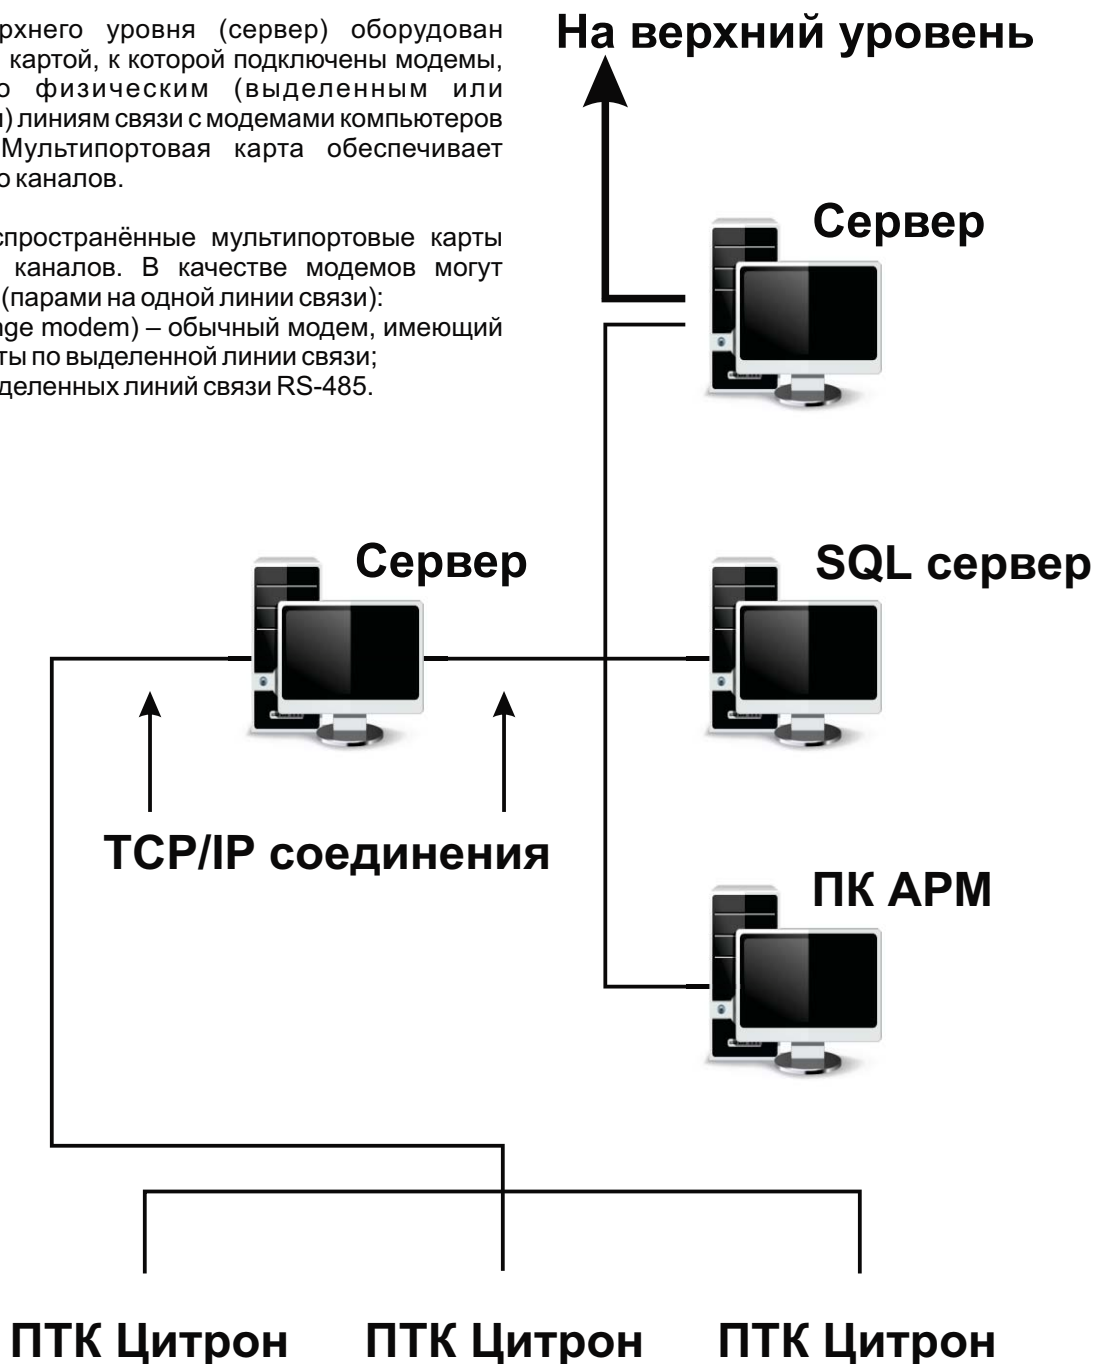 рхнего уровня (сервер) оборудован
картой, к которой подключены модемы,
о физическим (выделенным или
) линиям связи с модемами компьютеров
Мультипортовая карта обеспечивает
о каналов.
спространённые мультипортовые карты
каналов. В качестве модемов могут
(парами на одной линии связи):
nge modem) – обычный модем, имеющий
ты по выделенной линии связи;
деленных линий связи RS-485.
На верхний уровень
Сервер
Сервер
SQL сервер
TCP/IP соединения
ПК АРМ
ПТК Цитрон ПТК Цитрон ПТК Цитрон